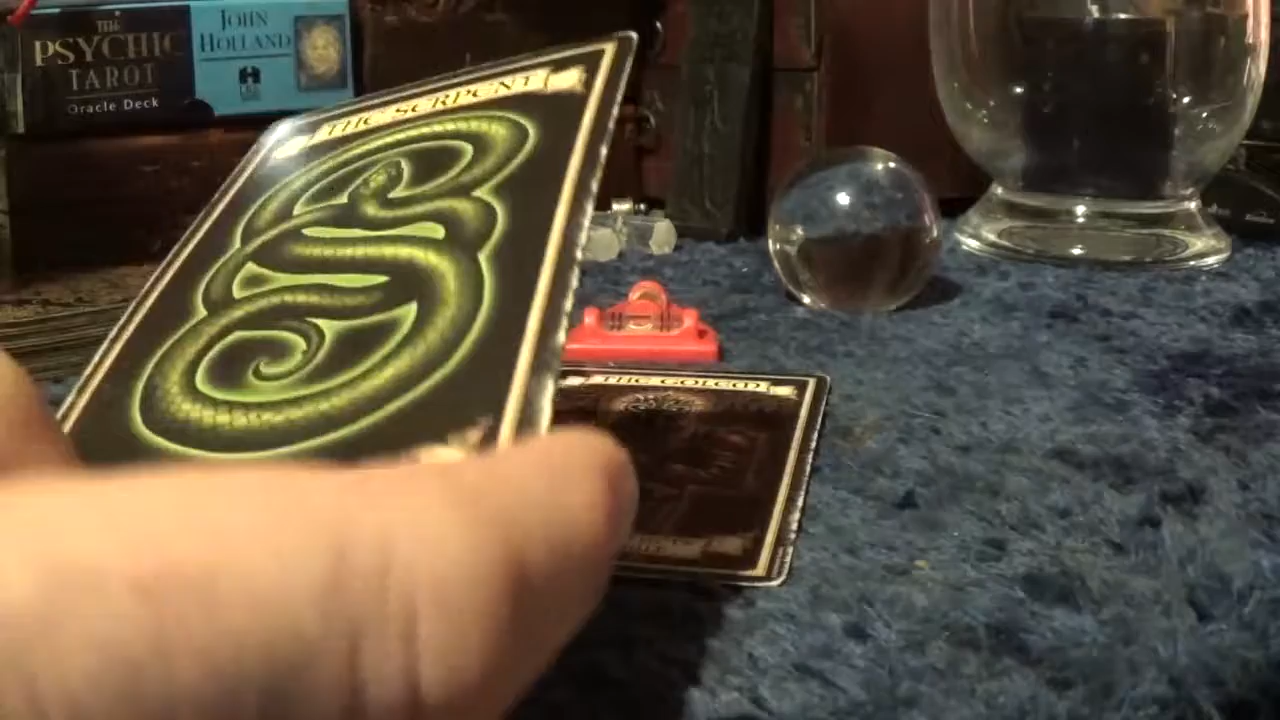 THE
PSYCHIC
TAROT
Oracle Deck
JOHN
HOLLAND
THE SERPENT
THE GOLEM